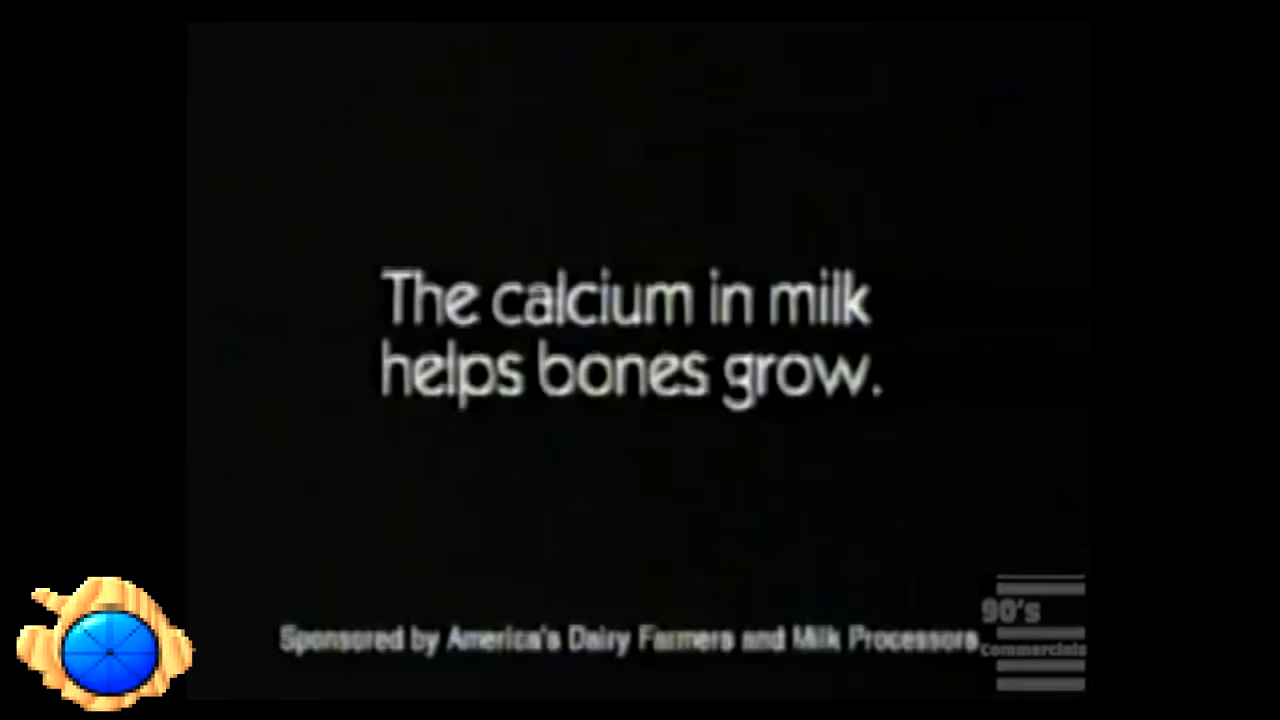 The calcium in milk
helps bones grow.
Sponsored by America's Dairy Farmers and Milk Processors
90's
Commercials